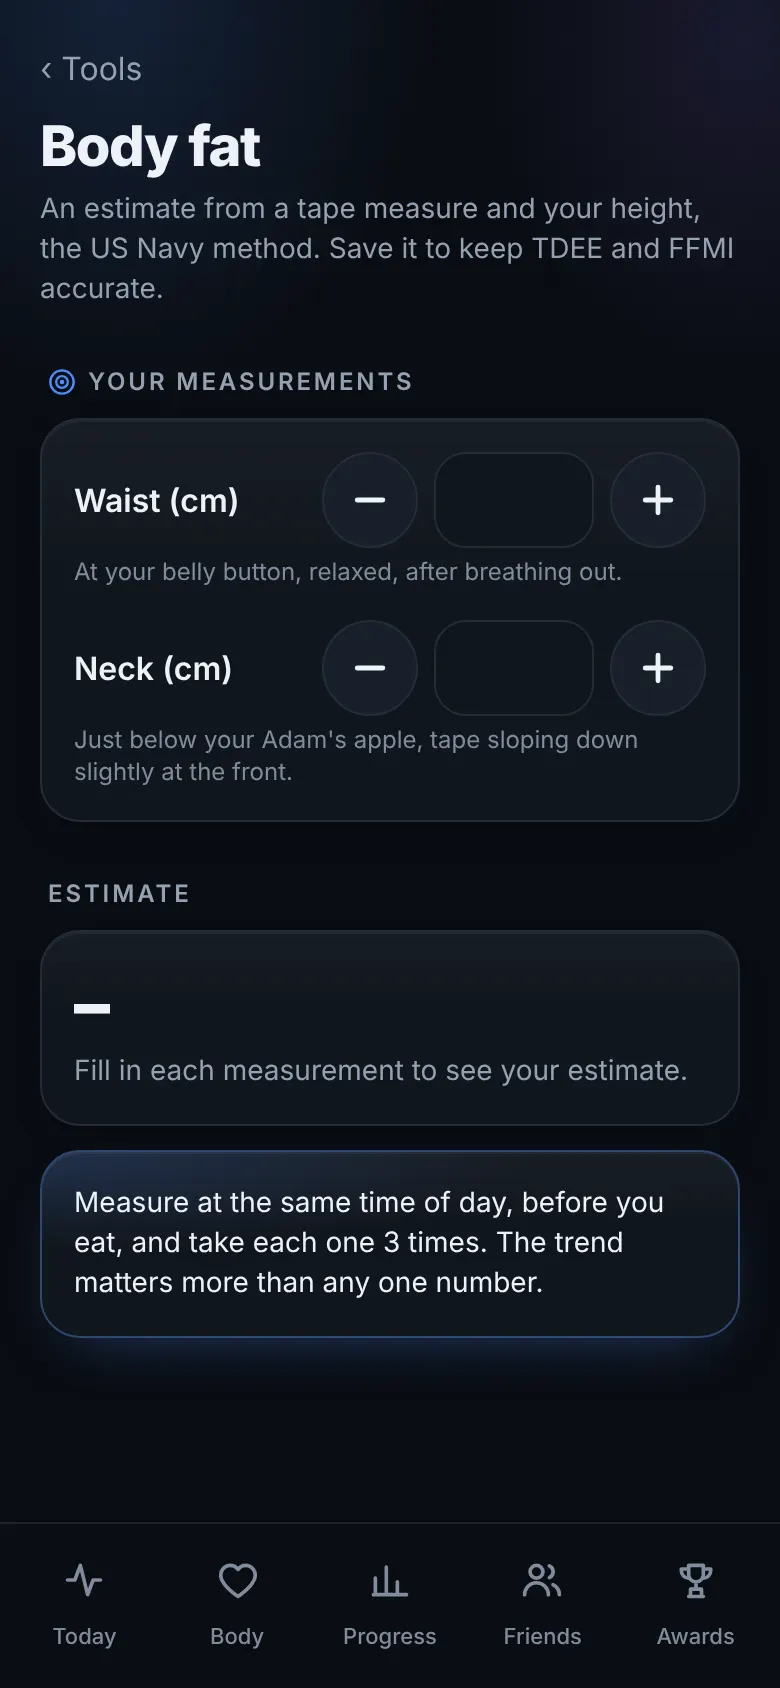 ‹ Tools
Body fat
An estimate from a tape measure and your height,
the US Navy method. Save it to keep TDEE and FFMI
accurate.
YOUR MEASUREMENTS
Waist (cm)
At your belly button, relaxed, after breathing out.
Neck (cm)
Just below your Adam's apple, tape sloping down
slightly at the front.
ESTIMATE
–
Fill in each measurement to see your estimate.
Measure at the same time of day, before you
eat, and take each one 3 times. The trend
matters more than any one number.
Today Body Progress Friends Awards